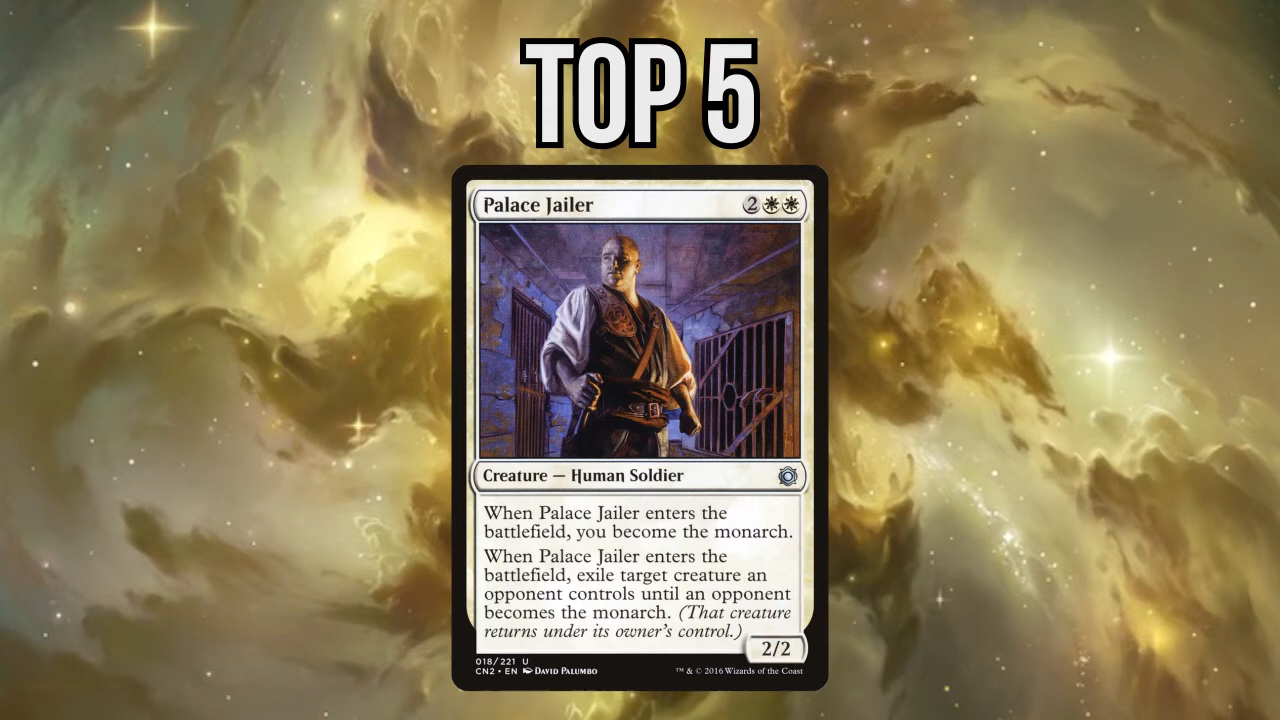 TOP 5
Palace Jailer 2
Creature — Human Soldier
When Palace Jailer enters the
battlefield, you become the monarch.
When Palace Jailer enters the
battlefield, exile target creature an
opponent controls until an opponent
becomes the monarch. (That creature
returns under its owner's control.)
2/2
018/221 U
CN2 • EN DAVID PALUMBO
™ & © 2016 Wizards of the Coast